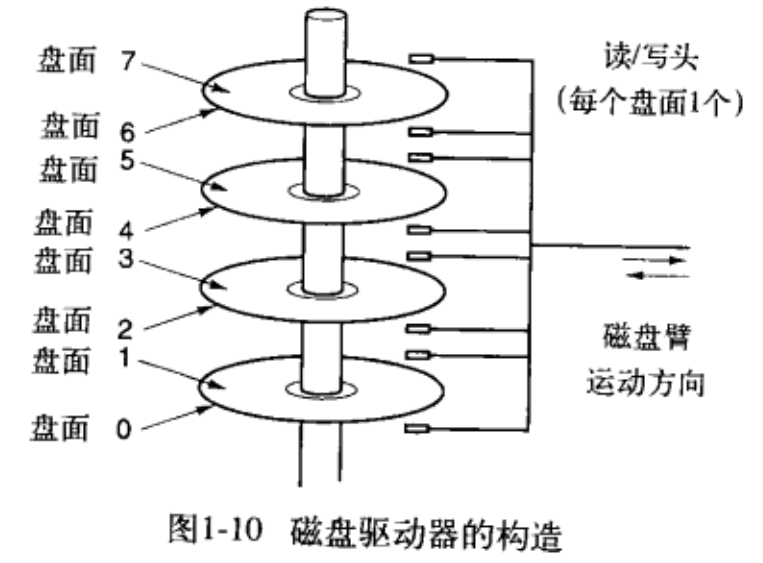 盘面 7
盘面 6
盘面 5
盘面 4
盘面 3
盘面 2
盘面 1
盘面 0
读/写头
(每个盘面1个)
磁盘臂
运动方向
图1-10 磁盘驱动器的构造